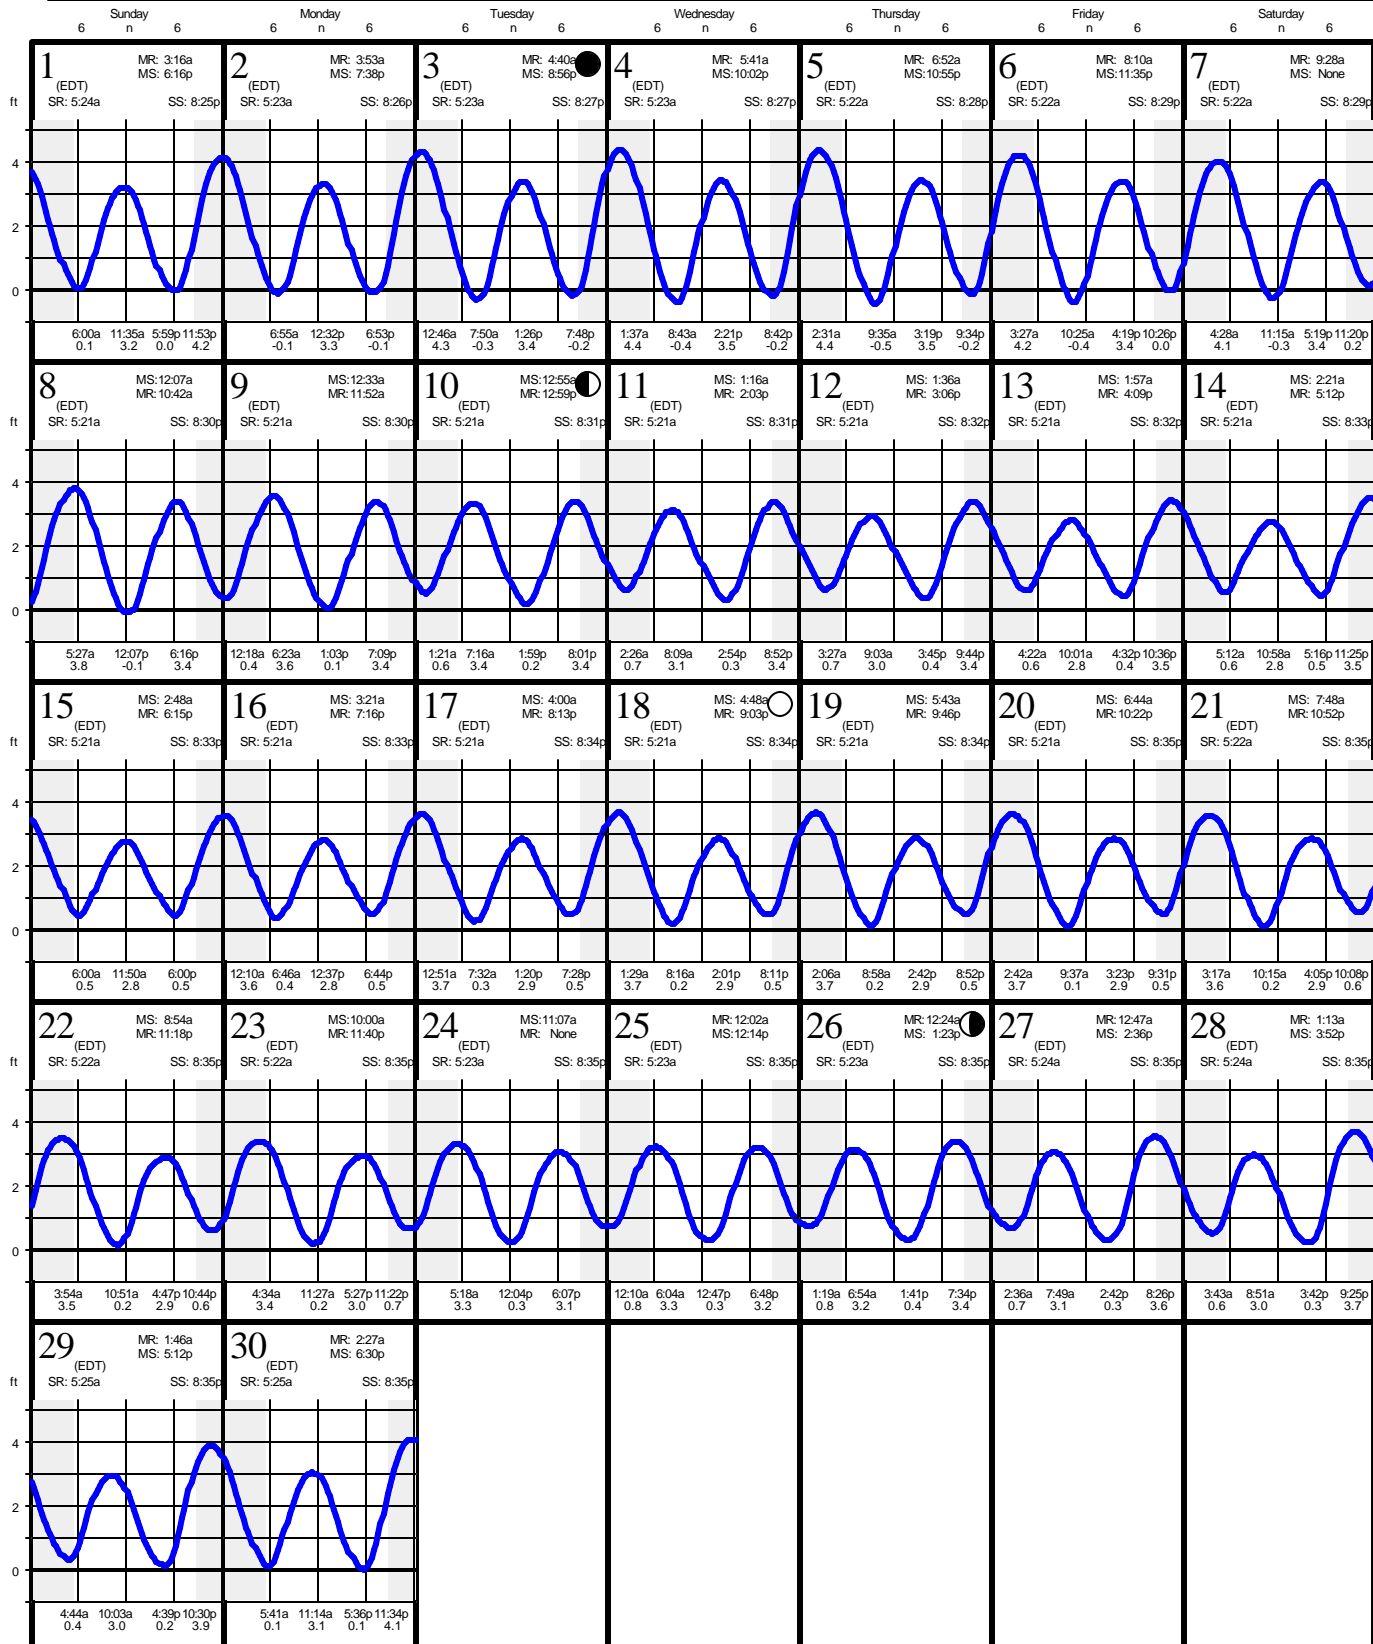 Sunday Monday Tuesday Wednesday Thursday Friday Saturday
6 n 6 6 n 6 6 n 6 6 n 6 6 n 6 6 n 6 6 n 6
1 MR: 3:16a 2 MR: 3:53a 3 MR: 4:40a 4 MR: 5:41a 5 MR: 6:52a 6 MR: 8:10a 7 MR: 9:28a
MS: 6:16p MS: 7:38p MS: 8:56p MS:10:02p MS:10:55p MS:11:35p MS: None
(EDT) (EDT) (EDT) (EDT) (EDT) (EDT) (EDT)
ft SR: 5:24a SS: 8:25p SR: 5:23a SS: 8:26p SR: 5:23a SS: 8:27p SR: 5:23a SS: 8:27p SR: 5:22a SS: 8:28p SR: 5:22a SS: 8:29p SR: 5:22a SS: 8:29p
4
2
0
6:00a 11:35a 5:59p 11:53p 6:55a 12:32p 6:53p 12:46a 7:50a 1:26p 7:48p 1:37a 8:43a 2:21p 8:42p 2:31a 9:35a 3:19p 9:34p 3:27a 10:25a 4:19p 10:26p 4:28a 11:15a 5:19p 11:20p
0.1 3.2 0.0 4.2 -0.1 3.3 -0.1 4.3 -0.3 3.4 -0.2 4.4 -0.4 3.5 -0.2 4.4 -0.5 3.5 -0.2 4.2 -0.4 3.4 0.0 4.1 -0.3 3.4 0.2
8 MS:12:07a 9 MS:12:33a 10 MS:12:55a 11 MS: 1:16a 12 MS: 1:36a 13 MS: 1:57a 14 MS: 2:21a
MR:10:42a MR:11:52a MR:12:59p MR: 2:03p MR: 3:06p MR: 4:09p MR: 5:12p
(EDT) (EDT) (EDT) (EDT) (EDT) (EDT) (EDT)
ft SR: 5:21a SS: 8:30p SR: 5:21a SS: 8:30p SR: 5:21a SS: 8:31p SR: 5:21a SS: 8:31p SR: 5:21a SS: 8:32p SR: 5:21a SS: 8:32p SR: 5:21a SS: 8:33p
4
2
0
5:27a 12:07p 6:16p 12:18a 6:23a 1:03p 7:09p 1:21a 7:16a 1:59p 8:01p 2:26a 8:09a 2:54p 8:52p 3:27a 9:03a 3:45p 9:44p 4:22a 10:01a 4:32p 10:36p 5:12a 10:58a 5:16p 11:25p
3.8 -0.1 3.4 0.4 3.6 0.1 3.4 0.6 3.4 0.2 3.4 0.7 3.1 0.3 3.4 0.7 3.0 0.4 3.4 0.6 2.8 0.4 3.5 0.6 2.8 0.5 3.5
15 MS: 2:48a 16 MS: 3:21a 17 MS: 4:00a 18 MS: 4:48a 19 MS: 5:43a 20 MS: 6:44a 21 MS: 7:48a
MR: 6:15p MR: 7:16p MR: 8:13p MR: 9:03p MR: 9:46p MR:10:22p MR:10:52p
(EDT) (EDT) (EDT) (EDT) (EDT) (EDT) (EDT)
ft SR: 5:21a SS: 8:33p SR: 5:21a SS: 8:33p SR: 5:21a SS: 8:34p SR: 5:21a SS: 8:34p SR: 5:21a SS: 8:34p SR: 5:21a SS: 8:35p SR: 5:22a SS: 8:35p
4
2
0
6:00a 11:50a 6:00p 12:10a 6:46a 12:37p 6:44p 12:51a 7:32a 1:20p 7:28p 1:29a 8:16a 2:01p 8:11p 2:06a 8:58a 2:42p 8:52p 2:42a 9:37a 3:23p 9:31p 3:17a 10:15a 4:05p 10:08p
0.5 2.8 0.5 3.6 0.4 2.8 0.5 3.7 0.3 2.9 0.5 3.7 0.2 2.9 0.5 3.7 0.2 2.9 0.5 3.7 0.1 2.9 0.5 3.6 0.2 2.9 0.6
22 MS: 8:54a 23 MS:10:00a 24 MS:11:07a 25 MR:12:02a 26 MR:12:24a 27 MR:12:47a 28 MR: 1:13a
MR:11:18p MR:11:40p MR: None MS:12:14p MS: 1:23p MS: 2:36p MS: 3:52p
(EDT) (EDT) (EDT) (EDT) (EDT) (EDT) (EDT)
ft SR: 5:22a SS: 8:35p SR: 5:22a SS: 8:35p SR: 5:23a SS: 8:35p SR: 5:23a SS: 8:35p SR: 5:23a SS: 8:35p SR: 5:24a SS: 8:35p SR: 5:24a SS: 8:35p
4
2
0
3:54a 10:51a 4:47p 10:44p 4:34a 11:27a 5:27p 11:22p 5:18a 12:04p 6:07p 12:10a 6:04a 12:47p 6:48p 1:19a 6:54a 1:41p 7:34p 2:36a 7:49a 2:42p 8:26p 3:43a 8:51a 3:42p 9:25p
3.5 0.2 2.9 0.6 3.4 0.2 3.0 0.7 3.3 0.3 3.1 0.8 3.3 0.3 3.2 0.8 3.2 0.4 3.4 0.7 3.1 0.3 3.6 0.6 3.0 0.3 3.7
29 MR: 1:46a 30 MR: 2:27a
MS: 5:12p MS: 6:30p
(EDT) (EDT)
ft SR: 5:25a SS: 8:35p SR: 5:25a SS: 8:35p
4
2
0
4:44a 10:03a 4:39p 10:30p 5:41a 11:14a 5:36p 11:34p
0.4 3.0 0.2 3.9 0.1 3.1 0.1 4.1